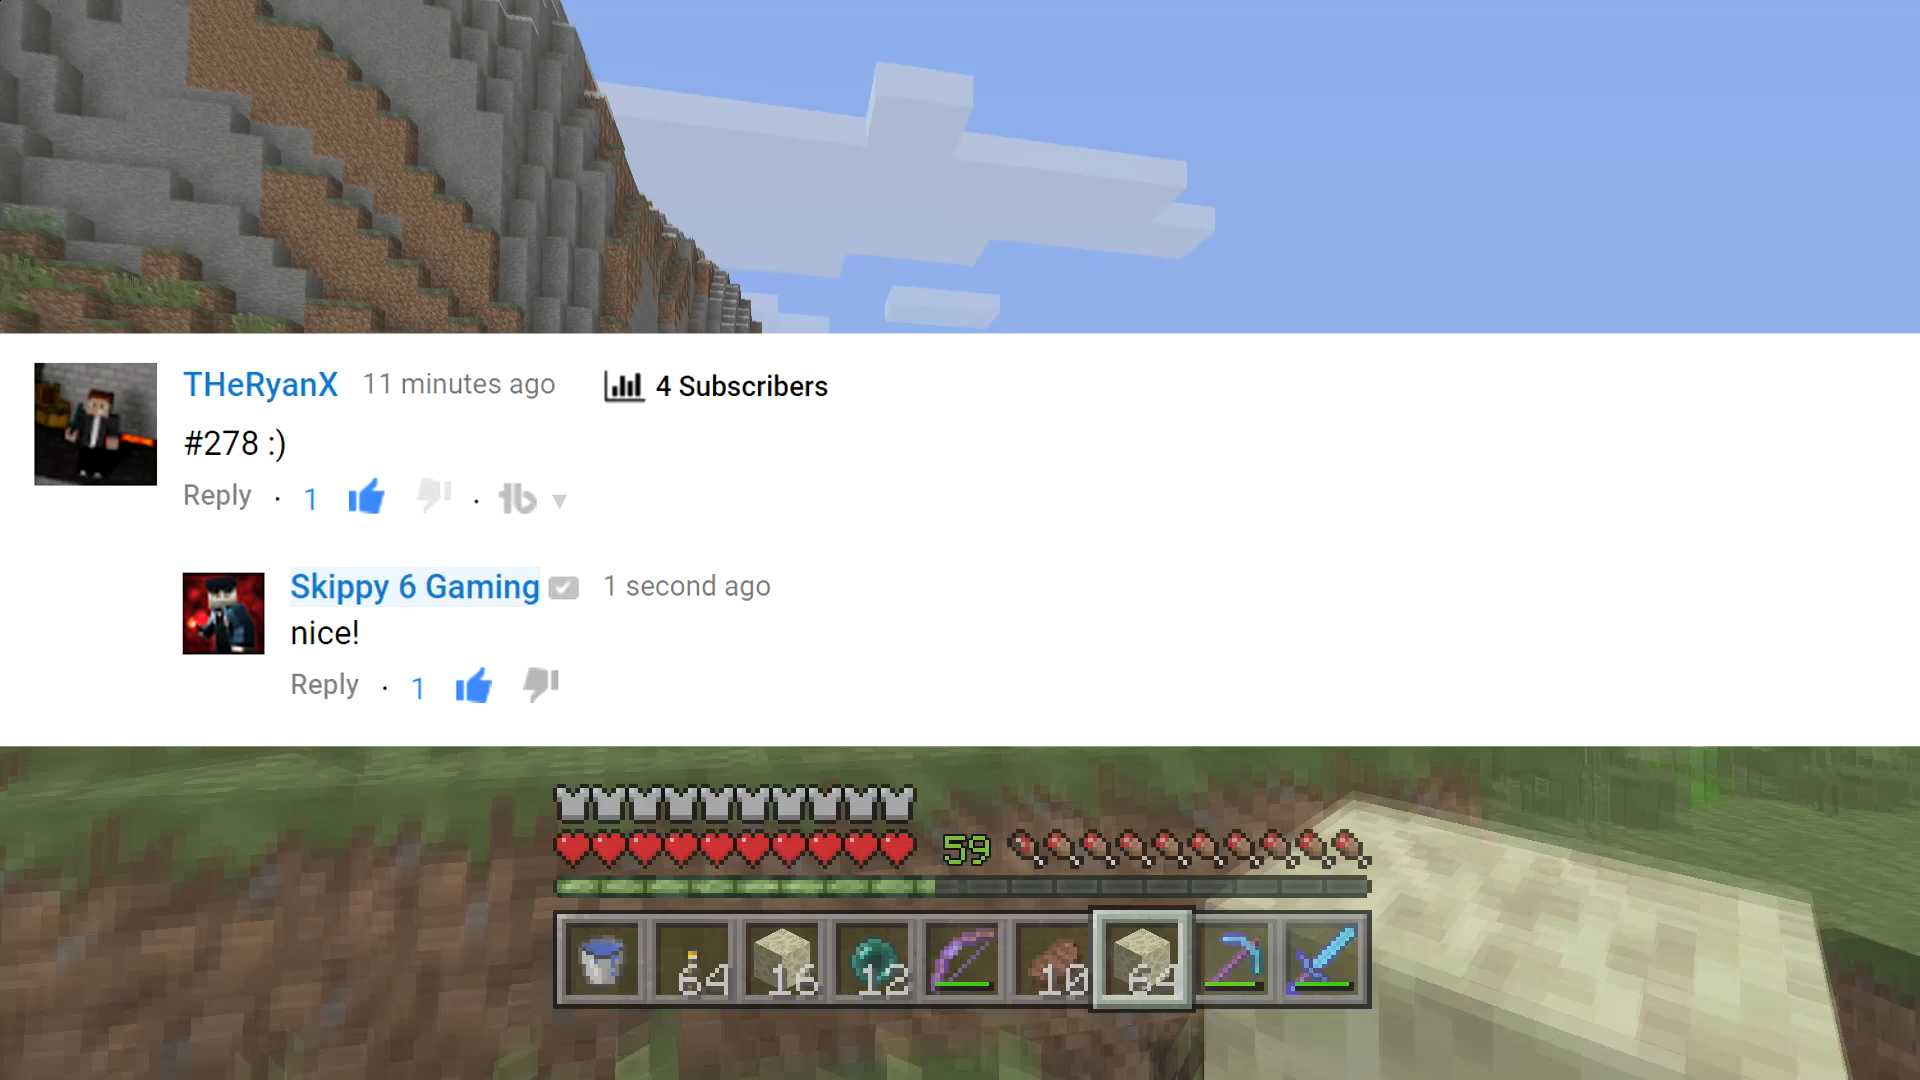 THeRyanX 11 minutes ago 4 Subscribers
#278 :)
Reply · 1 · tb ▼
Skippy 6 Gaming 1 second ago
nice!
Reply · 1
59
64 16 12 10 64